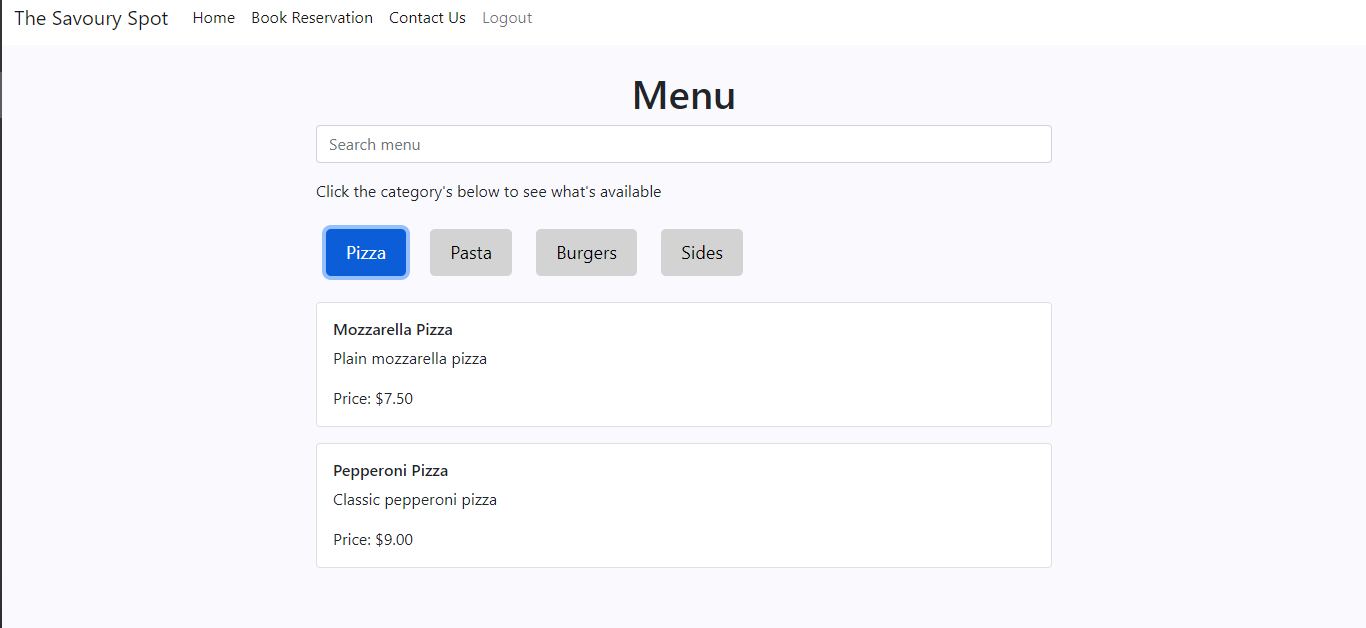 The Savoury Spot Home Book Reservation Contact Us Logout
Menu
Search menu
Click the category's below to see what's available
Pizza Pasta Burgers Sides
Mozzarella Pizza
Plain mozzarella pizza
Price: $7.50
Pepperoni Pizza
Classic pepperoni pizza
Price: $9.00